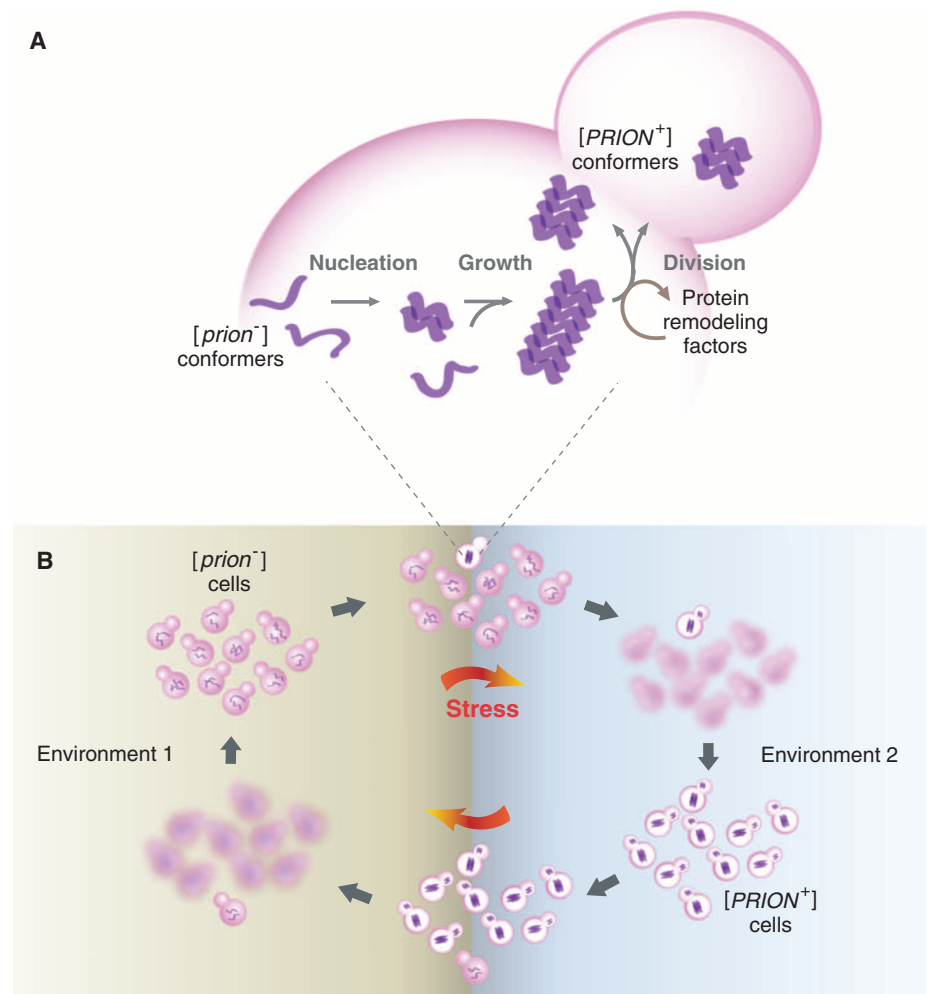 A
[PRION+]
conformers
Nucleation
Growth
Division
[prion-]
conformers
Protein
remodeling
factors
B
[prion-]
cells
Stress
Environment 1
Environment 2
[PRION+]
cells